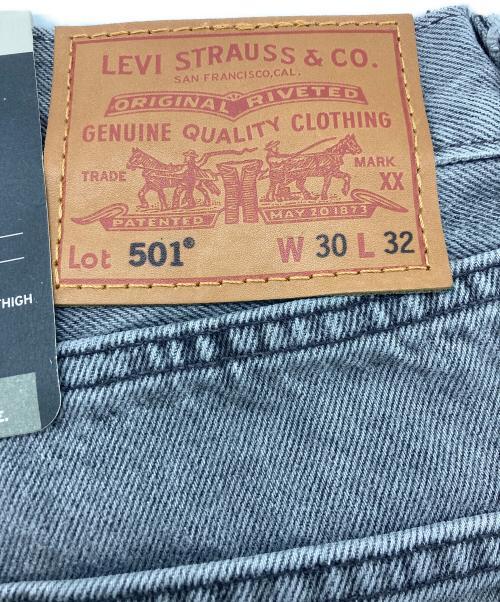 LEVI STRAUSS & CO.
SAN FRANCISCO, CAL.
ORIGINAL RIVETED
GENUINE QUALITY CLOTHING
TRADE MARK
XX
PATENTED MAY 20 1873
Lot 501® W 30 L 32
THIGH
E.